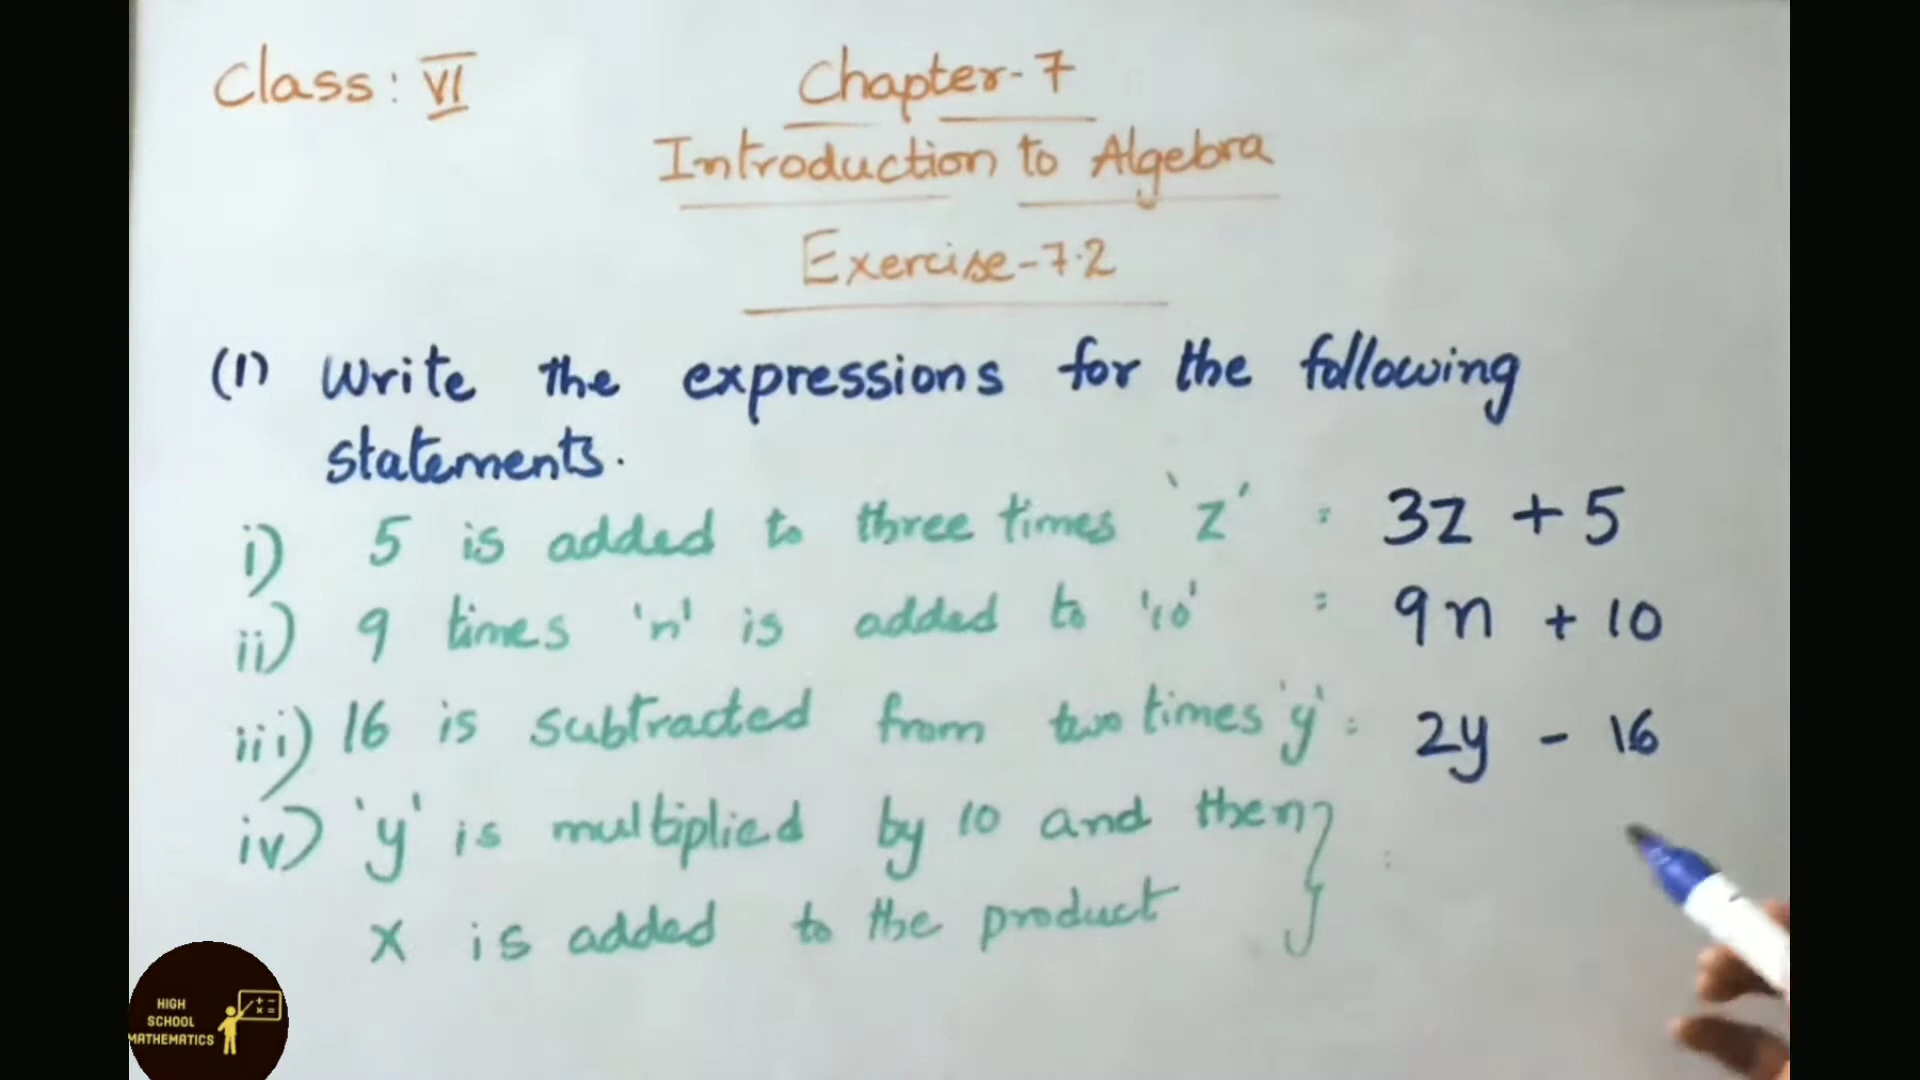 Class: VI
Chapter-7
Introduction to Algebra
Exercise-7.2
(1) Write the expressions for the following
statements.
i) 5 is added to three times 'z' : 3z + 5
ii) 9 times 'n' is added to '10' : 9n + 10
iii) 16 is subtracted from two times 'y' : 2y - 16
iv) 'y' is multiplied by 10 and then } :
x is added to the product
HIGH
SCHOOL
MATHEMATICS